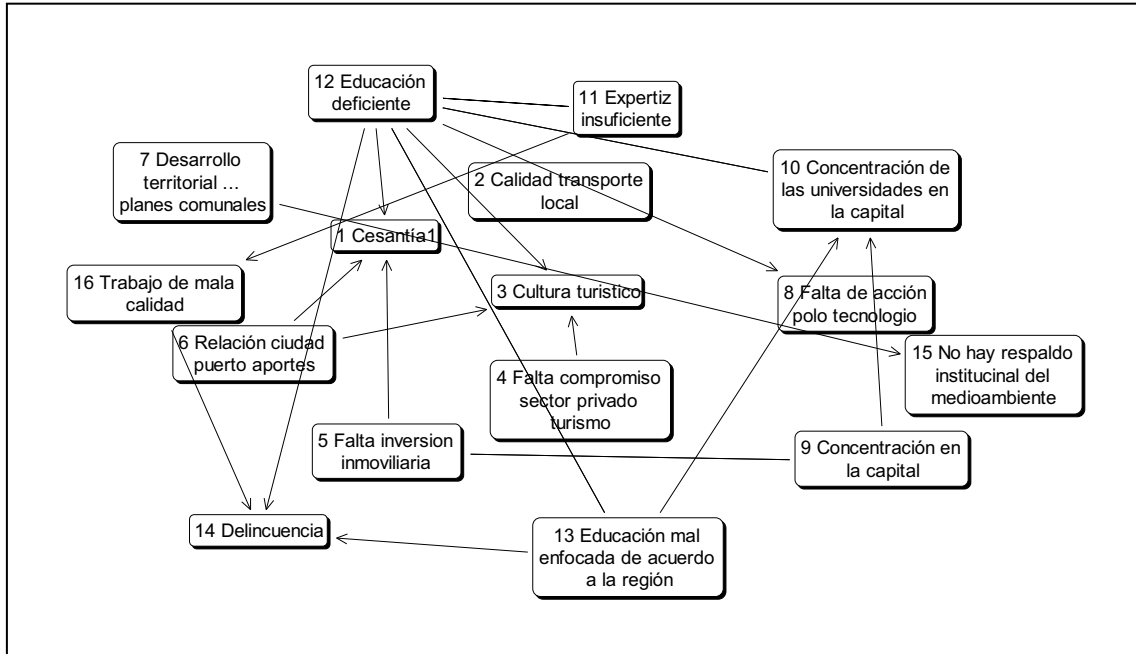 12 Educación
deficiente
11 Expertiz
insuficiente
7 Desarrollo
territorial ...
planes comunales
2 Calidad transporte
local
10 Concentración de
las universidades en
la capital
1 Cesantía1
16 Trabajo de mala
calidad
3 Cultura turistico
8 Falta de acción
polo tecnologio
6 Relación ciudad
puerto aportes
15 No hay respaldo
institucinal del
medioambiente
4 Falta compromiso
sector privado
turismo
5 Falta inversion
inmoviliaria
9 Concentración en
la capital
14 Delincuencia
13 Educación mal
enfocada de acuerdo
a la región